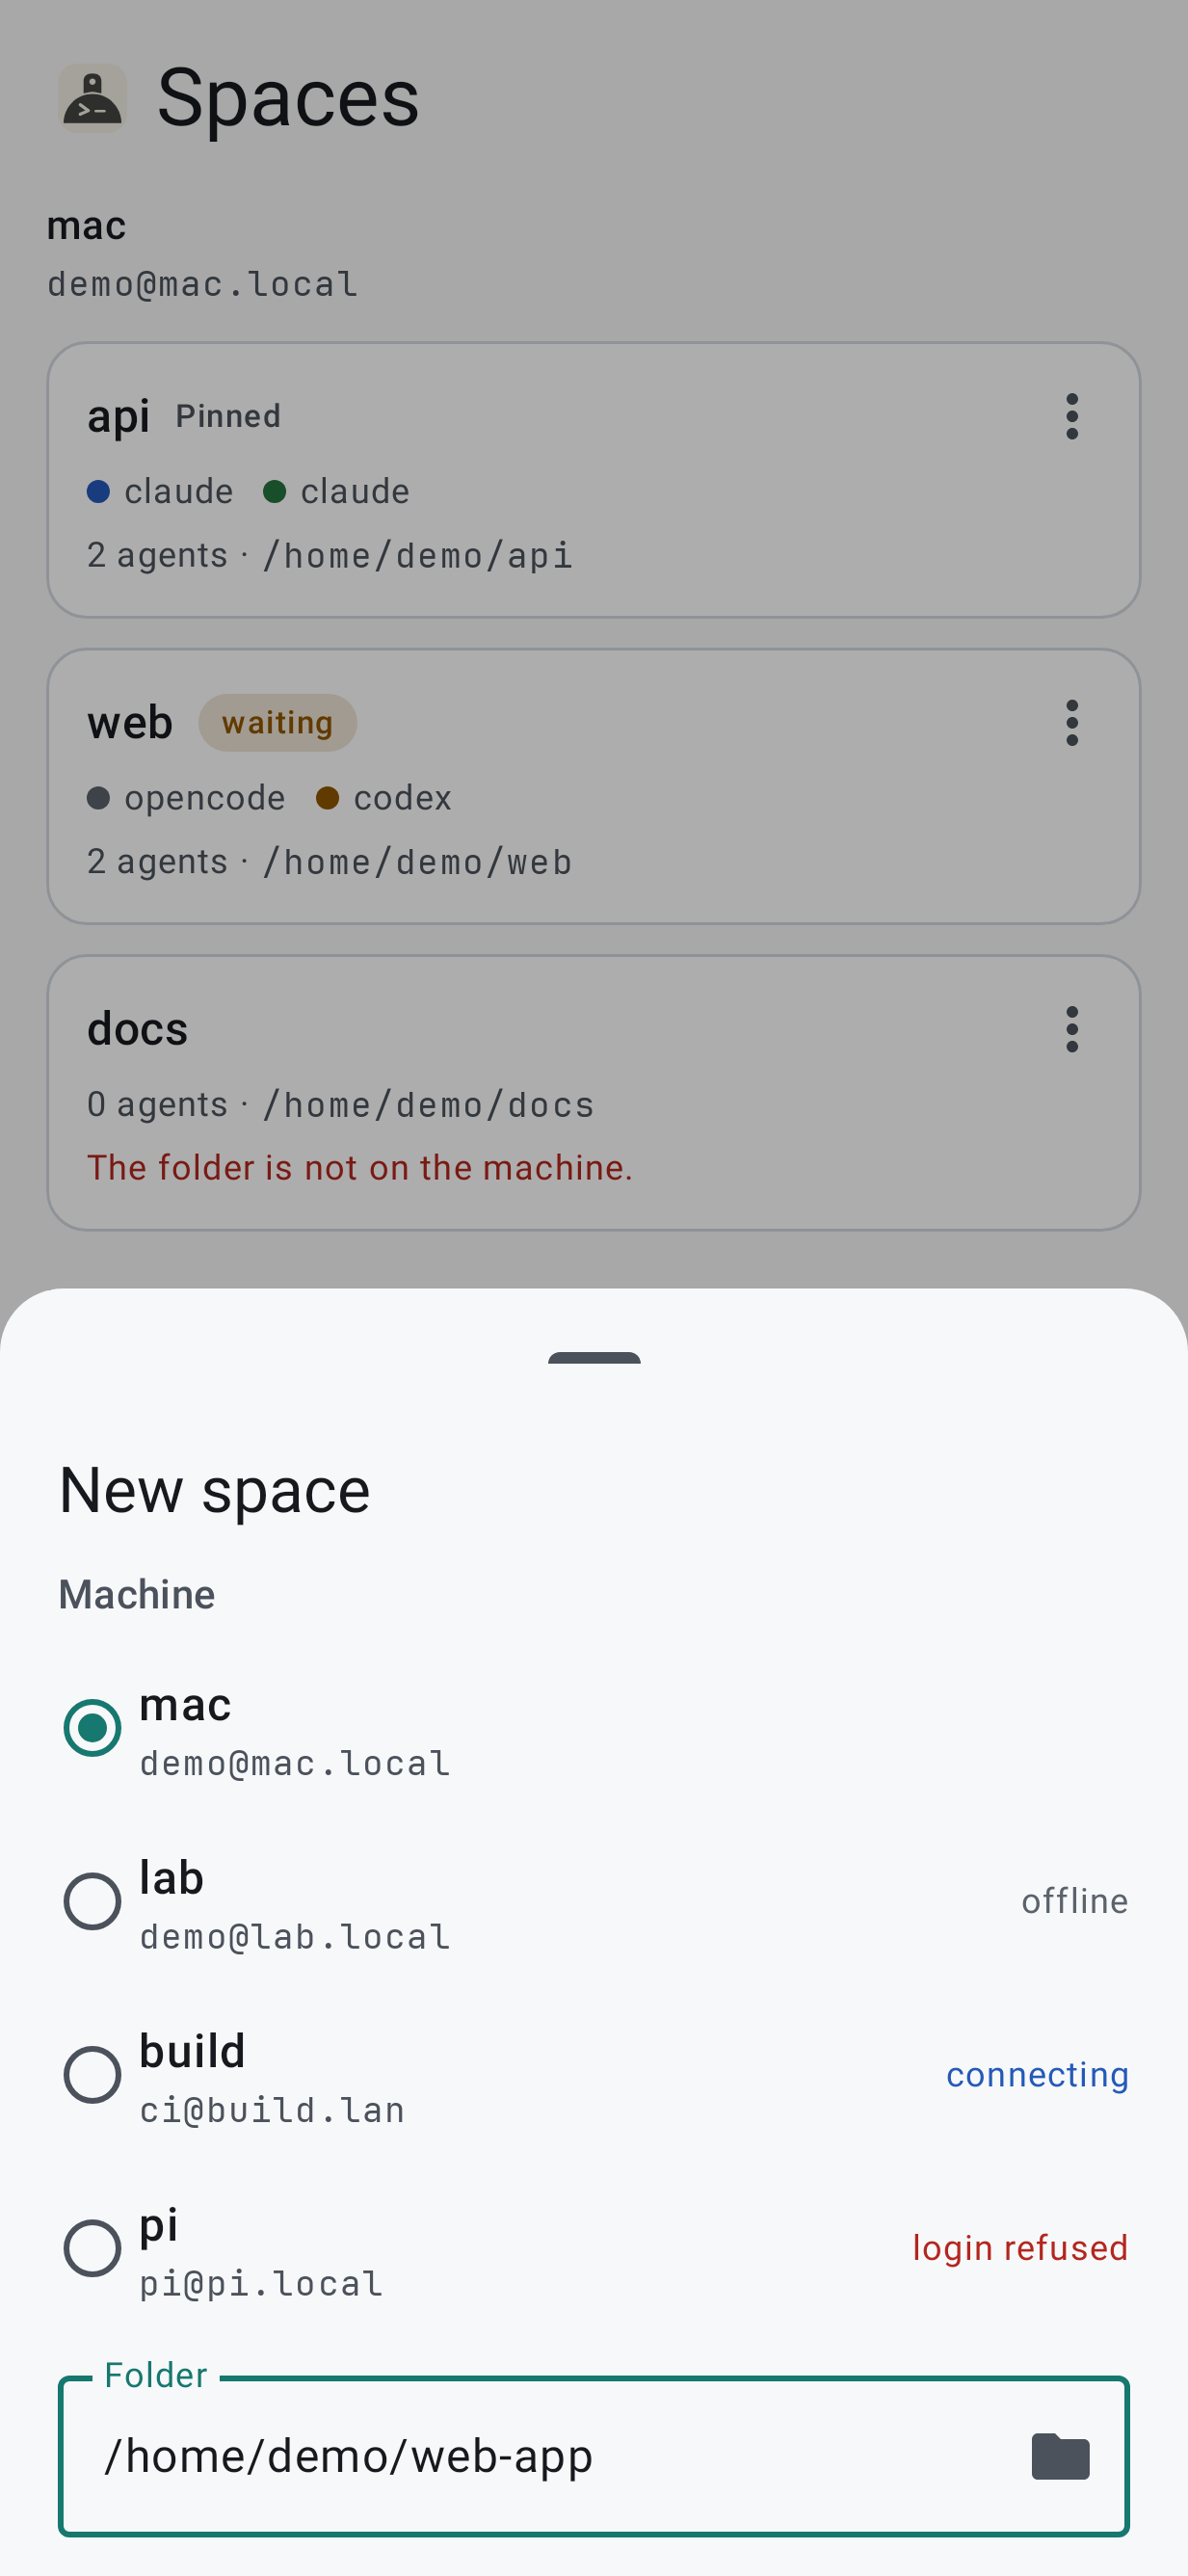 Spaces
mac
demo@mac.local
api Pinned
claude claude
2 agents · /home/demo/api
web waiting
opencode codex
2 agents · /home/demo/web
docs
0 agents · /home/demo/docs
The folder is not on the machine.
New space
Machine
mac
demo@mac.local
lab
demo@lab.local
offline
build
ci@build.lan
connecting
pi
pi@pi.local
login refused
Folder
/home/demo/web-app